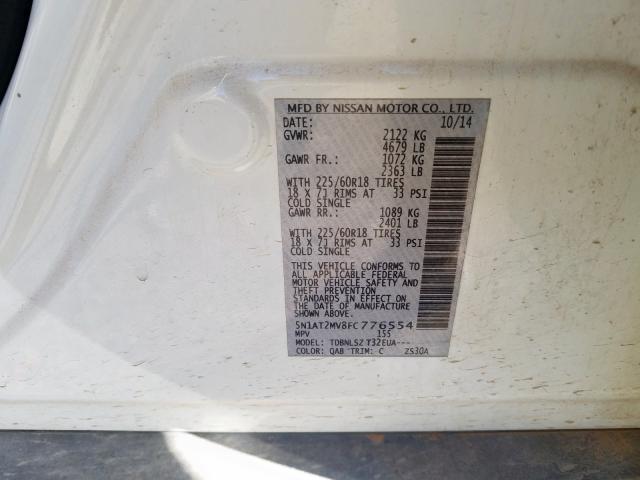 MFD BY NISSAN MOTOR CO., LTD.
DATE: 10/14
GVWR: 2122 KG
4679 LB
GAWR FR.: 1072 KG
2363 LB
WITH 225/60R18 TIRES
18 X 7J RIMS AT 33 PSI
COLD SINGLE
GAWR RR.: 1089 KG
2401 LB
WITH 225/60R18 TIRES
18 X 7J RIMS AT 33 PSI
COLD SINGLE
THIS VEHICLE CONFORMS TO
ALL APPLICABLE FEDERAL
MOTOR VEHICLE SAFETY AND
THEFT PREVENTION
STANDARDS IN EFFECT ON
THE DATE OF MANUFACTURE
SHOWN ABOVE.
5N1AT2MV8FC776554
MPV 155
MODEL: TDBNLSZ T32EUA---
COLOR: QAB TRIM: C ZS30A